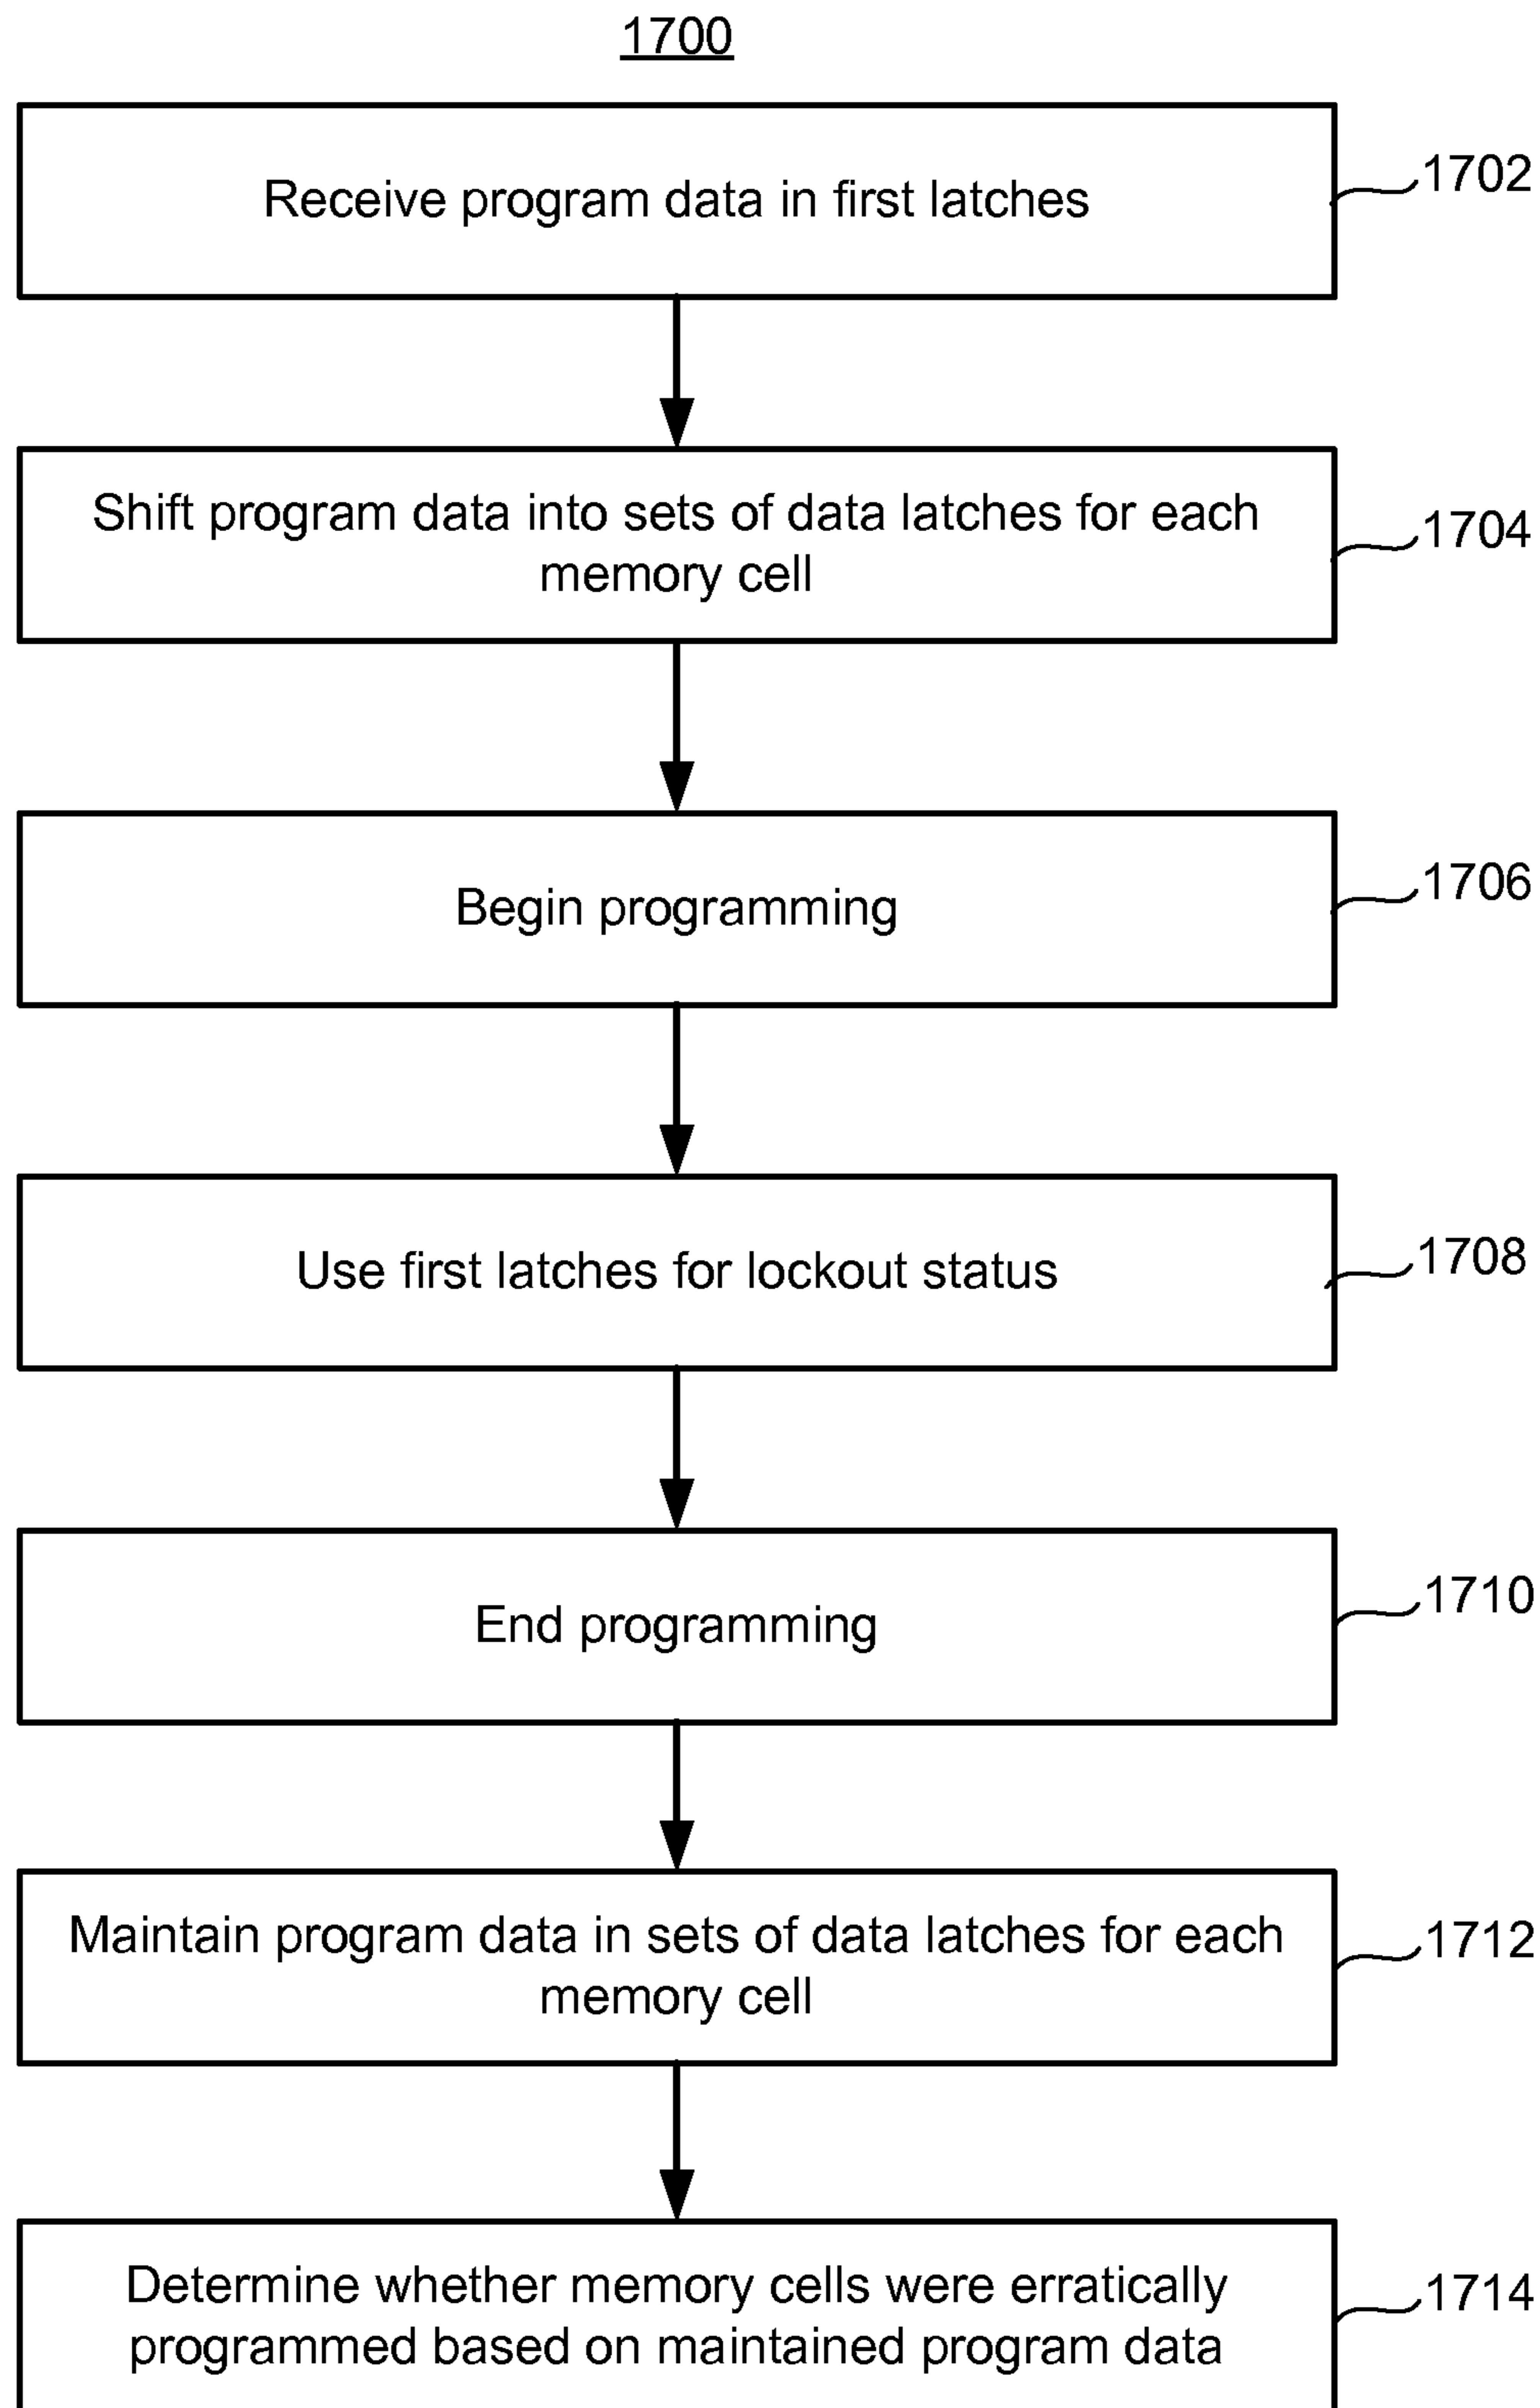 1700
Receive program data in first latches
1702
Shift program data into sets of data latches for each
memory cell
1704
Begin programming
1706
Use first latches for lockout status
1708
End programming
1710
Maintain program data in sets of data latches for each
memory cell
1712
Determine whether memory cells were erratically
programmed based on maintained program data
1714